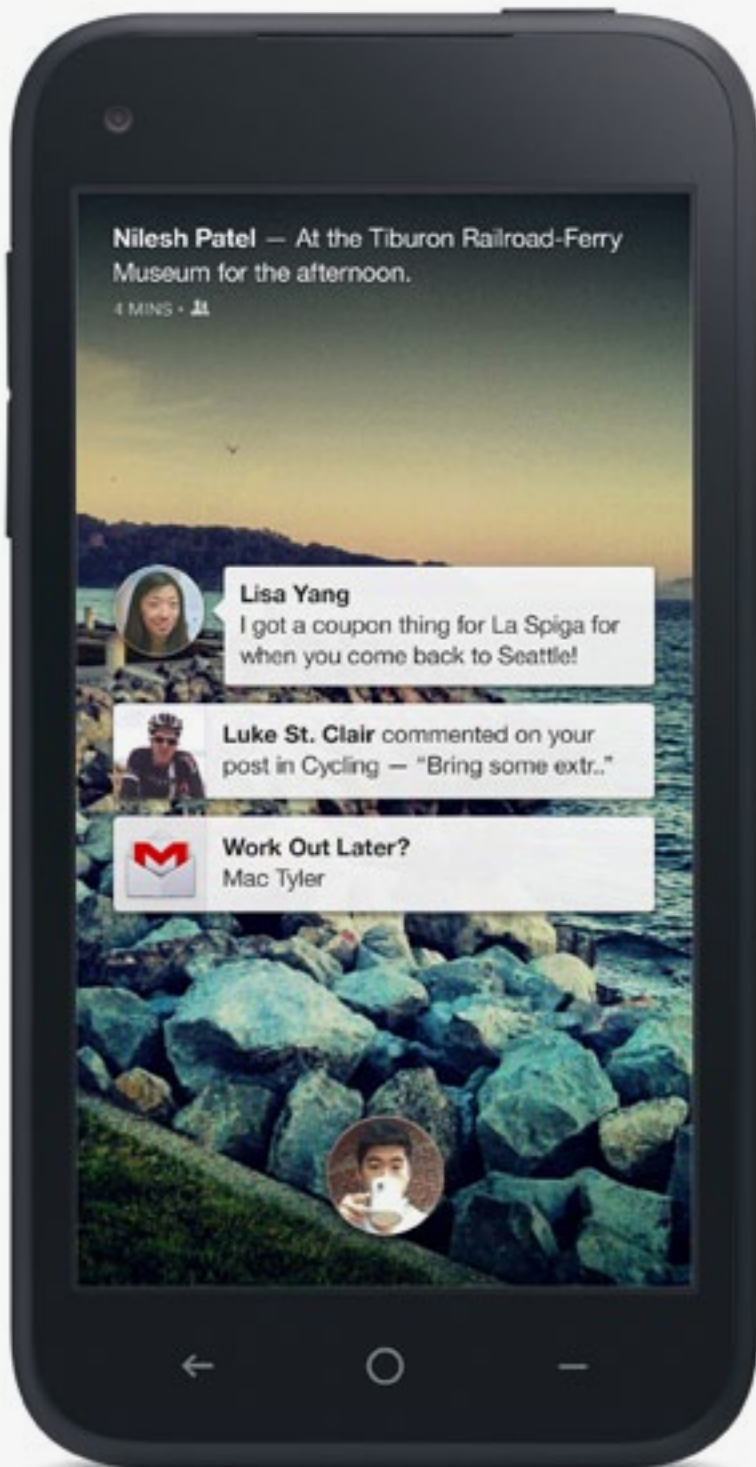 Nilesh Patel — At the Tiburon Railroad-Ferry
Museum for the afternoon.
4 MINS •
Lisa Yang
I got a coupon thing for La Spiga for
when you come back to Seattle!
Luke St. Clair commented on your
post in Cycling — “Bring some extr..”
Work Out Later?
Mac Tyler